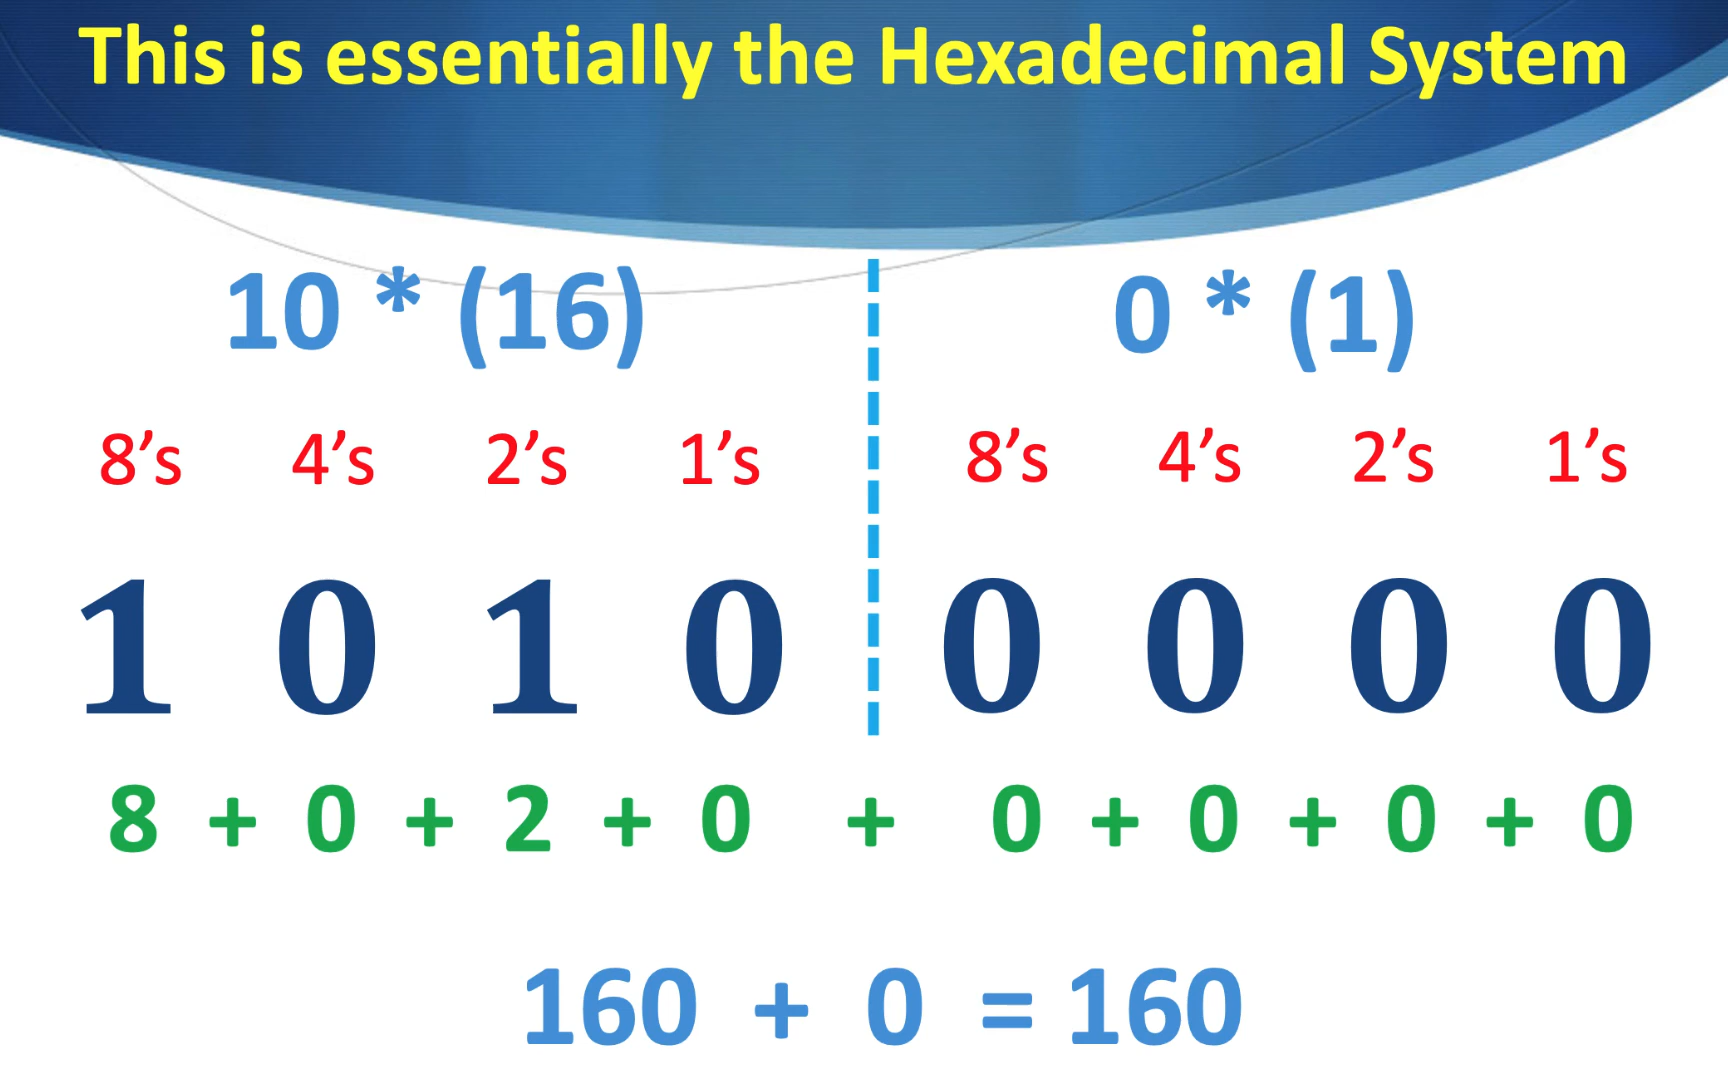 This is essentially the Hexadecimal System
10 * (16) 0 * (1)
8’s 4’s 2’s 1’s 8’s 4’s 2’s 1’s
1 0 1 0 0 0 0 0
8 + 0 + 2 + 0 + 0 + 0 + 0 + 0
160 + 0 = 160